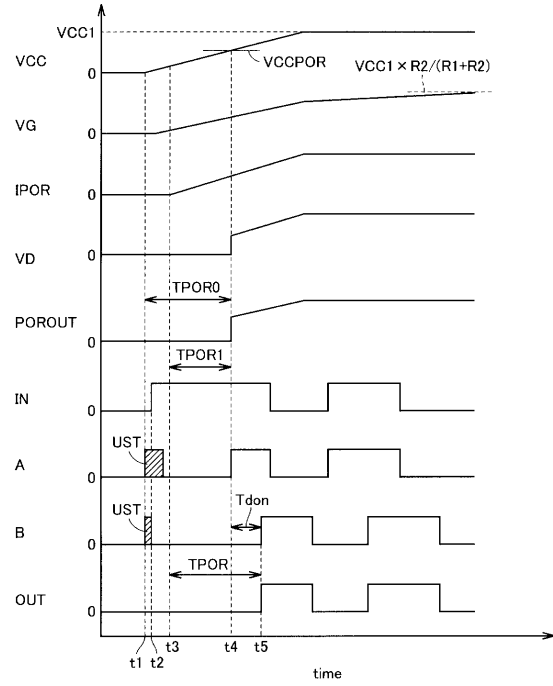 VCC1
VCC
0
VCCPOR
VCC1 × R2/(R1+R2)
VG
0
IPOR
0
VD
0
TPOR0
POROUT
0
TPOR1
IN
0
UST
A
0
UST
Tdon
B
0
TPOR
OUT
0
t1 t2 t3 t4 t5
time